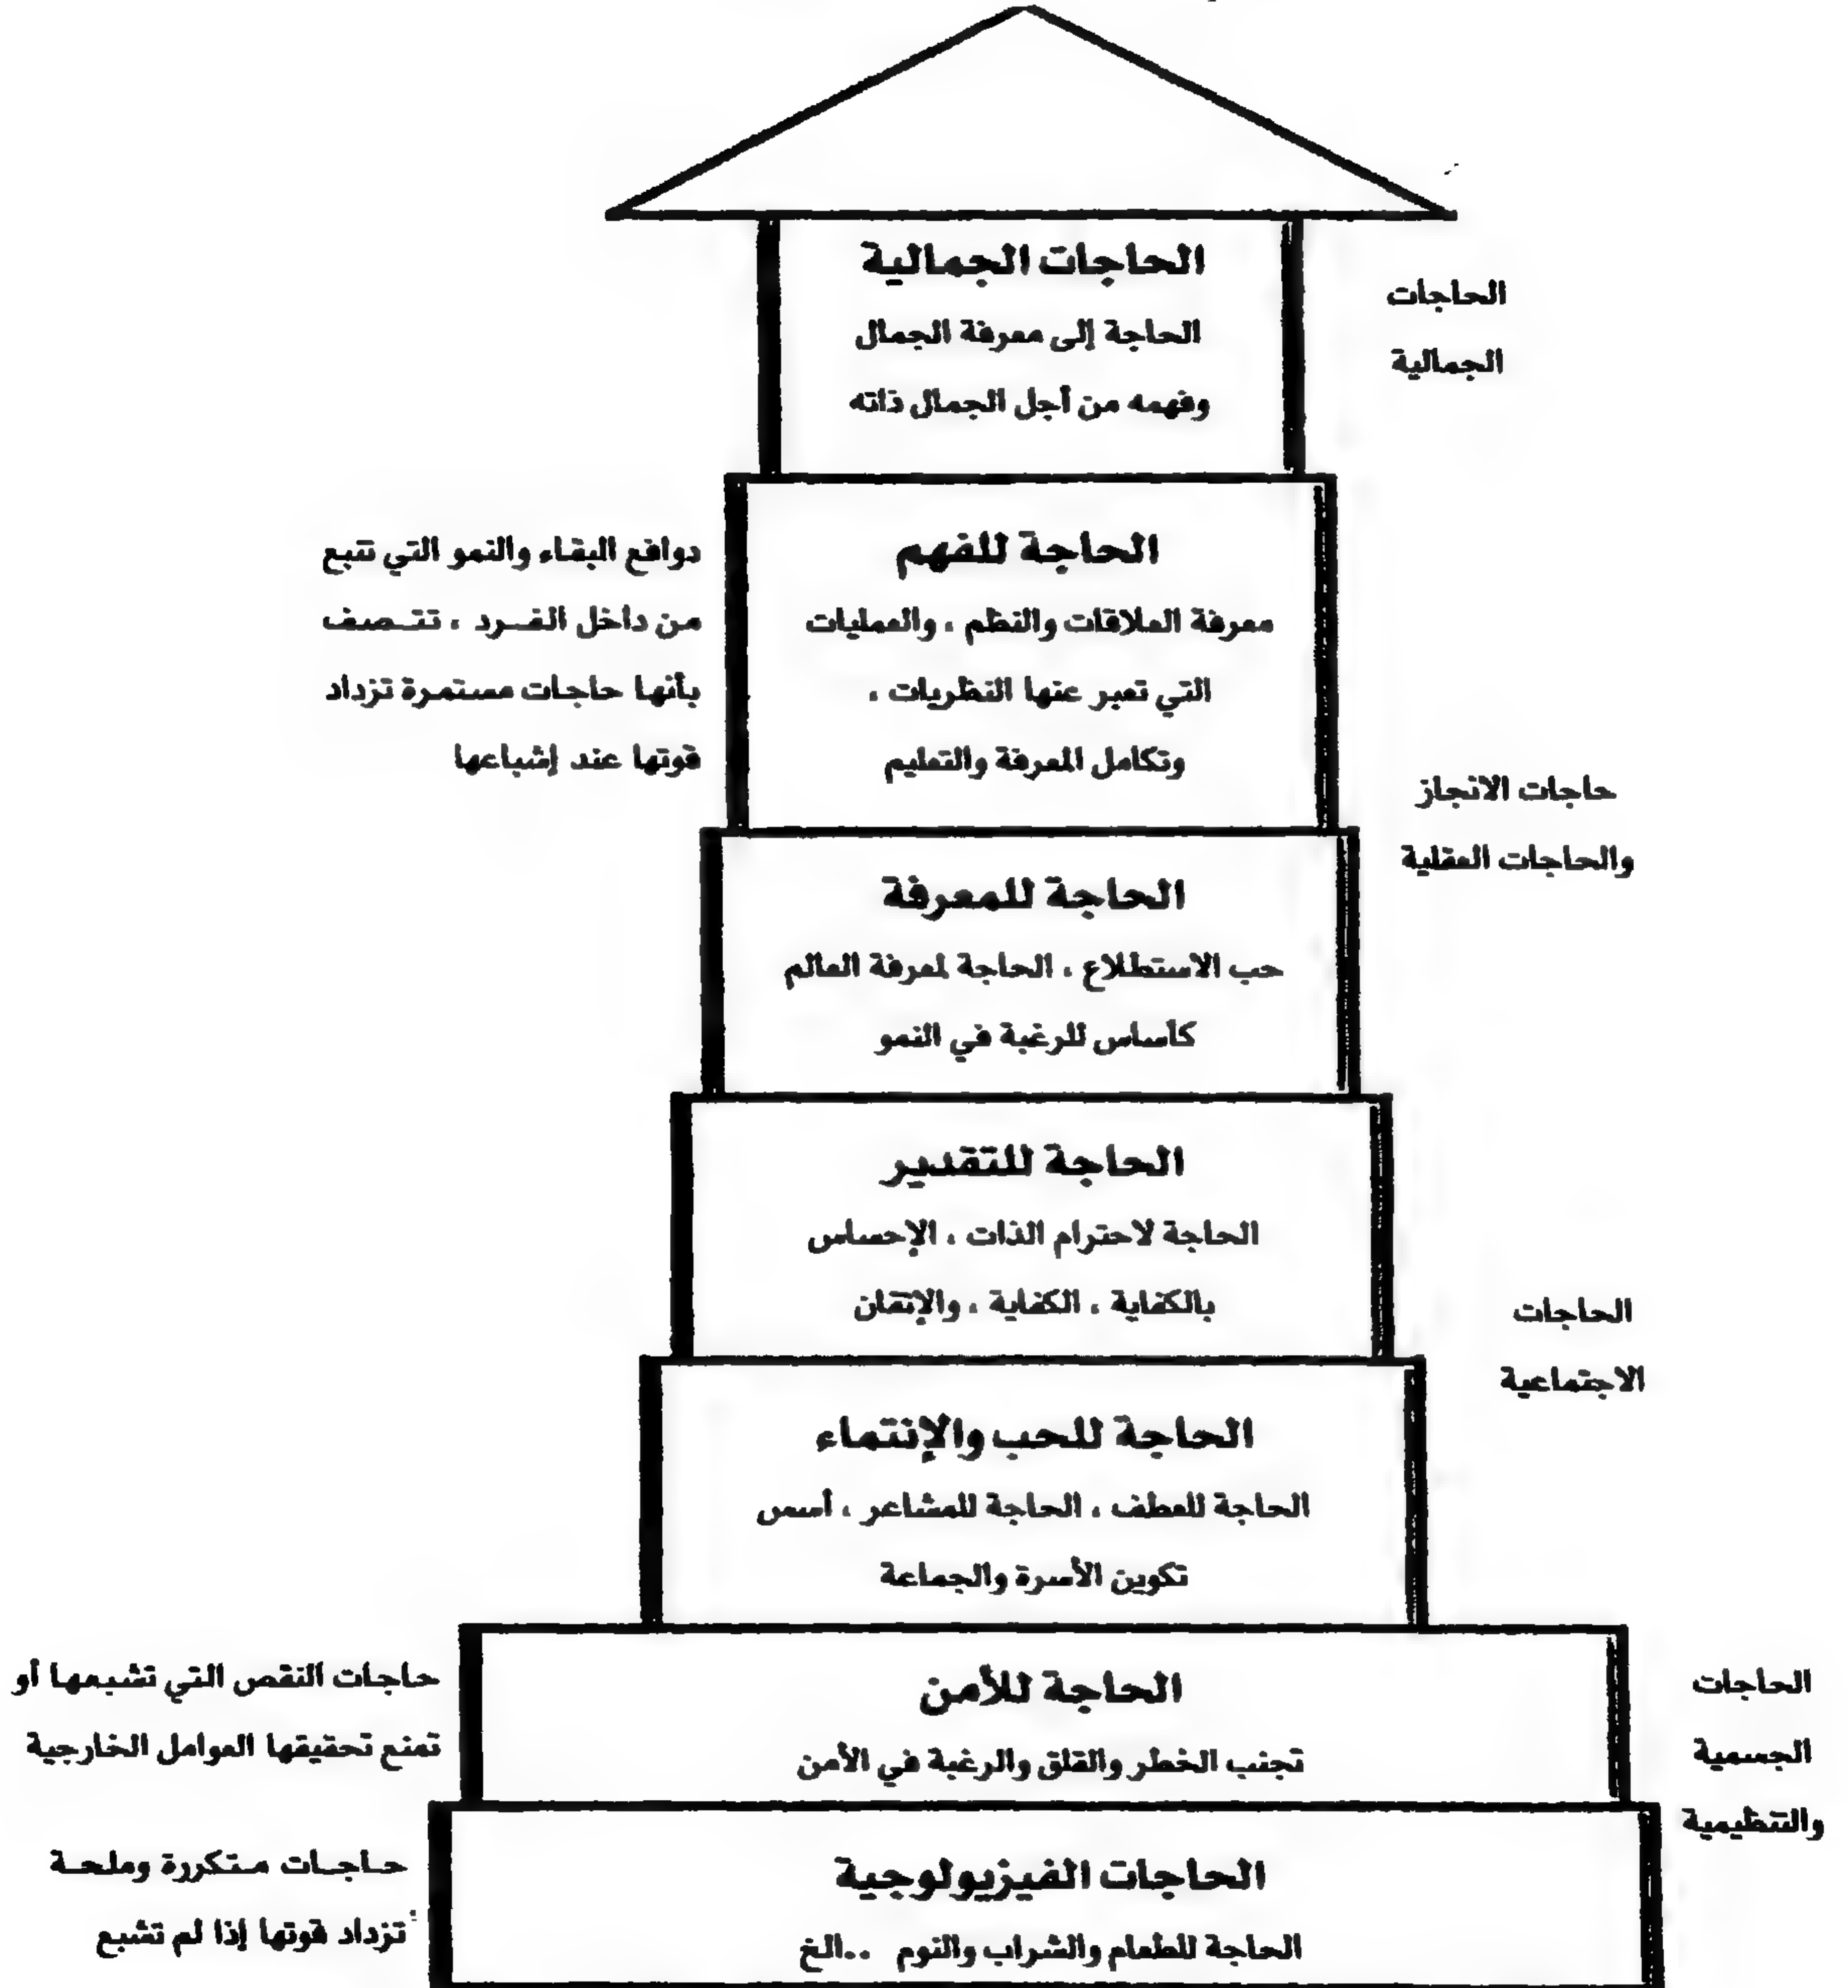 الحاجات الجمالية
الحاجة إلى معرفة الجمال
وفهمه من أجل الجمال ذاته
الحاجات
الجمالية
الحاجة للفهم
معرفة العلاقات والنظم ، والعمليات
التي تعبر عنها النظريات ،
وتكامل المعرفة والتعليم
دوافع البقاء والنمو التي تتبع
من داخل الفرد ، تتصف
بأنها حاجات مستمرة تزداد
قوتها عند إشباعها
حاجات الانجاز
والحاجات العقلية
الحاجة للمعرفة
حب الاستطلاع ، الحاجة لمعرفة العالم
كأساس للرغبة في النمو
الحاجة للتقدير
الحاجة لاحترام الذات ، الإحساس
بالكفاية ، الكفاية ، والإتقان
الحاجات
الاجتماعية
الحاجة للحب والإنتماء
الحاجة للعطف ، الحاجة للمشاعر ، أسس
تكوين الأسرة والجماعة
الحاجات
الجسمية
والتنظيمية
الحاجة للأمن
تجنب الخطر والقلق والرغبة في الأمن
حاجات النقص التي تشبعها أو
تمنع تحقيقها العوامل الخارجية
الحاجات الفيزيولوجية
الحاجة للطعام والشراب والنوم ..الخ
حاجات متكررة وملحة
تزداد قوتها إذا لم تشبع